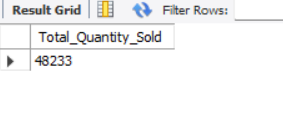 Result Grid Filter Rows:
Total_Quantity_Sold
48233